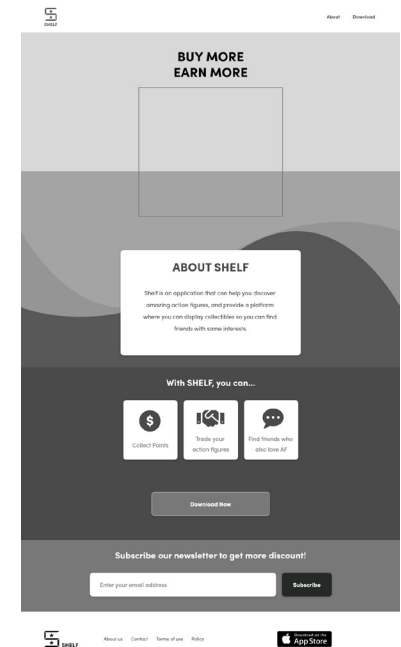 SHELF
About Download
BUY MORE
EARN MORE
ABOUT SHELF
Shelf is an application that can help you discover
amazing action figures, and provide a platform
where you can display collectibles so you can find
friends with same interests.
With SHELF, you can...
$
Collect Points
Trade your
action figures
Find friends who
also love AF
Download Now
Subscribe our newsletter to get more discount!
Enter your email address
Subscribe
SHELF
About us Contact Terms of use Policy
Download on the
App Store